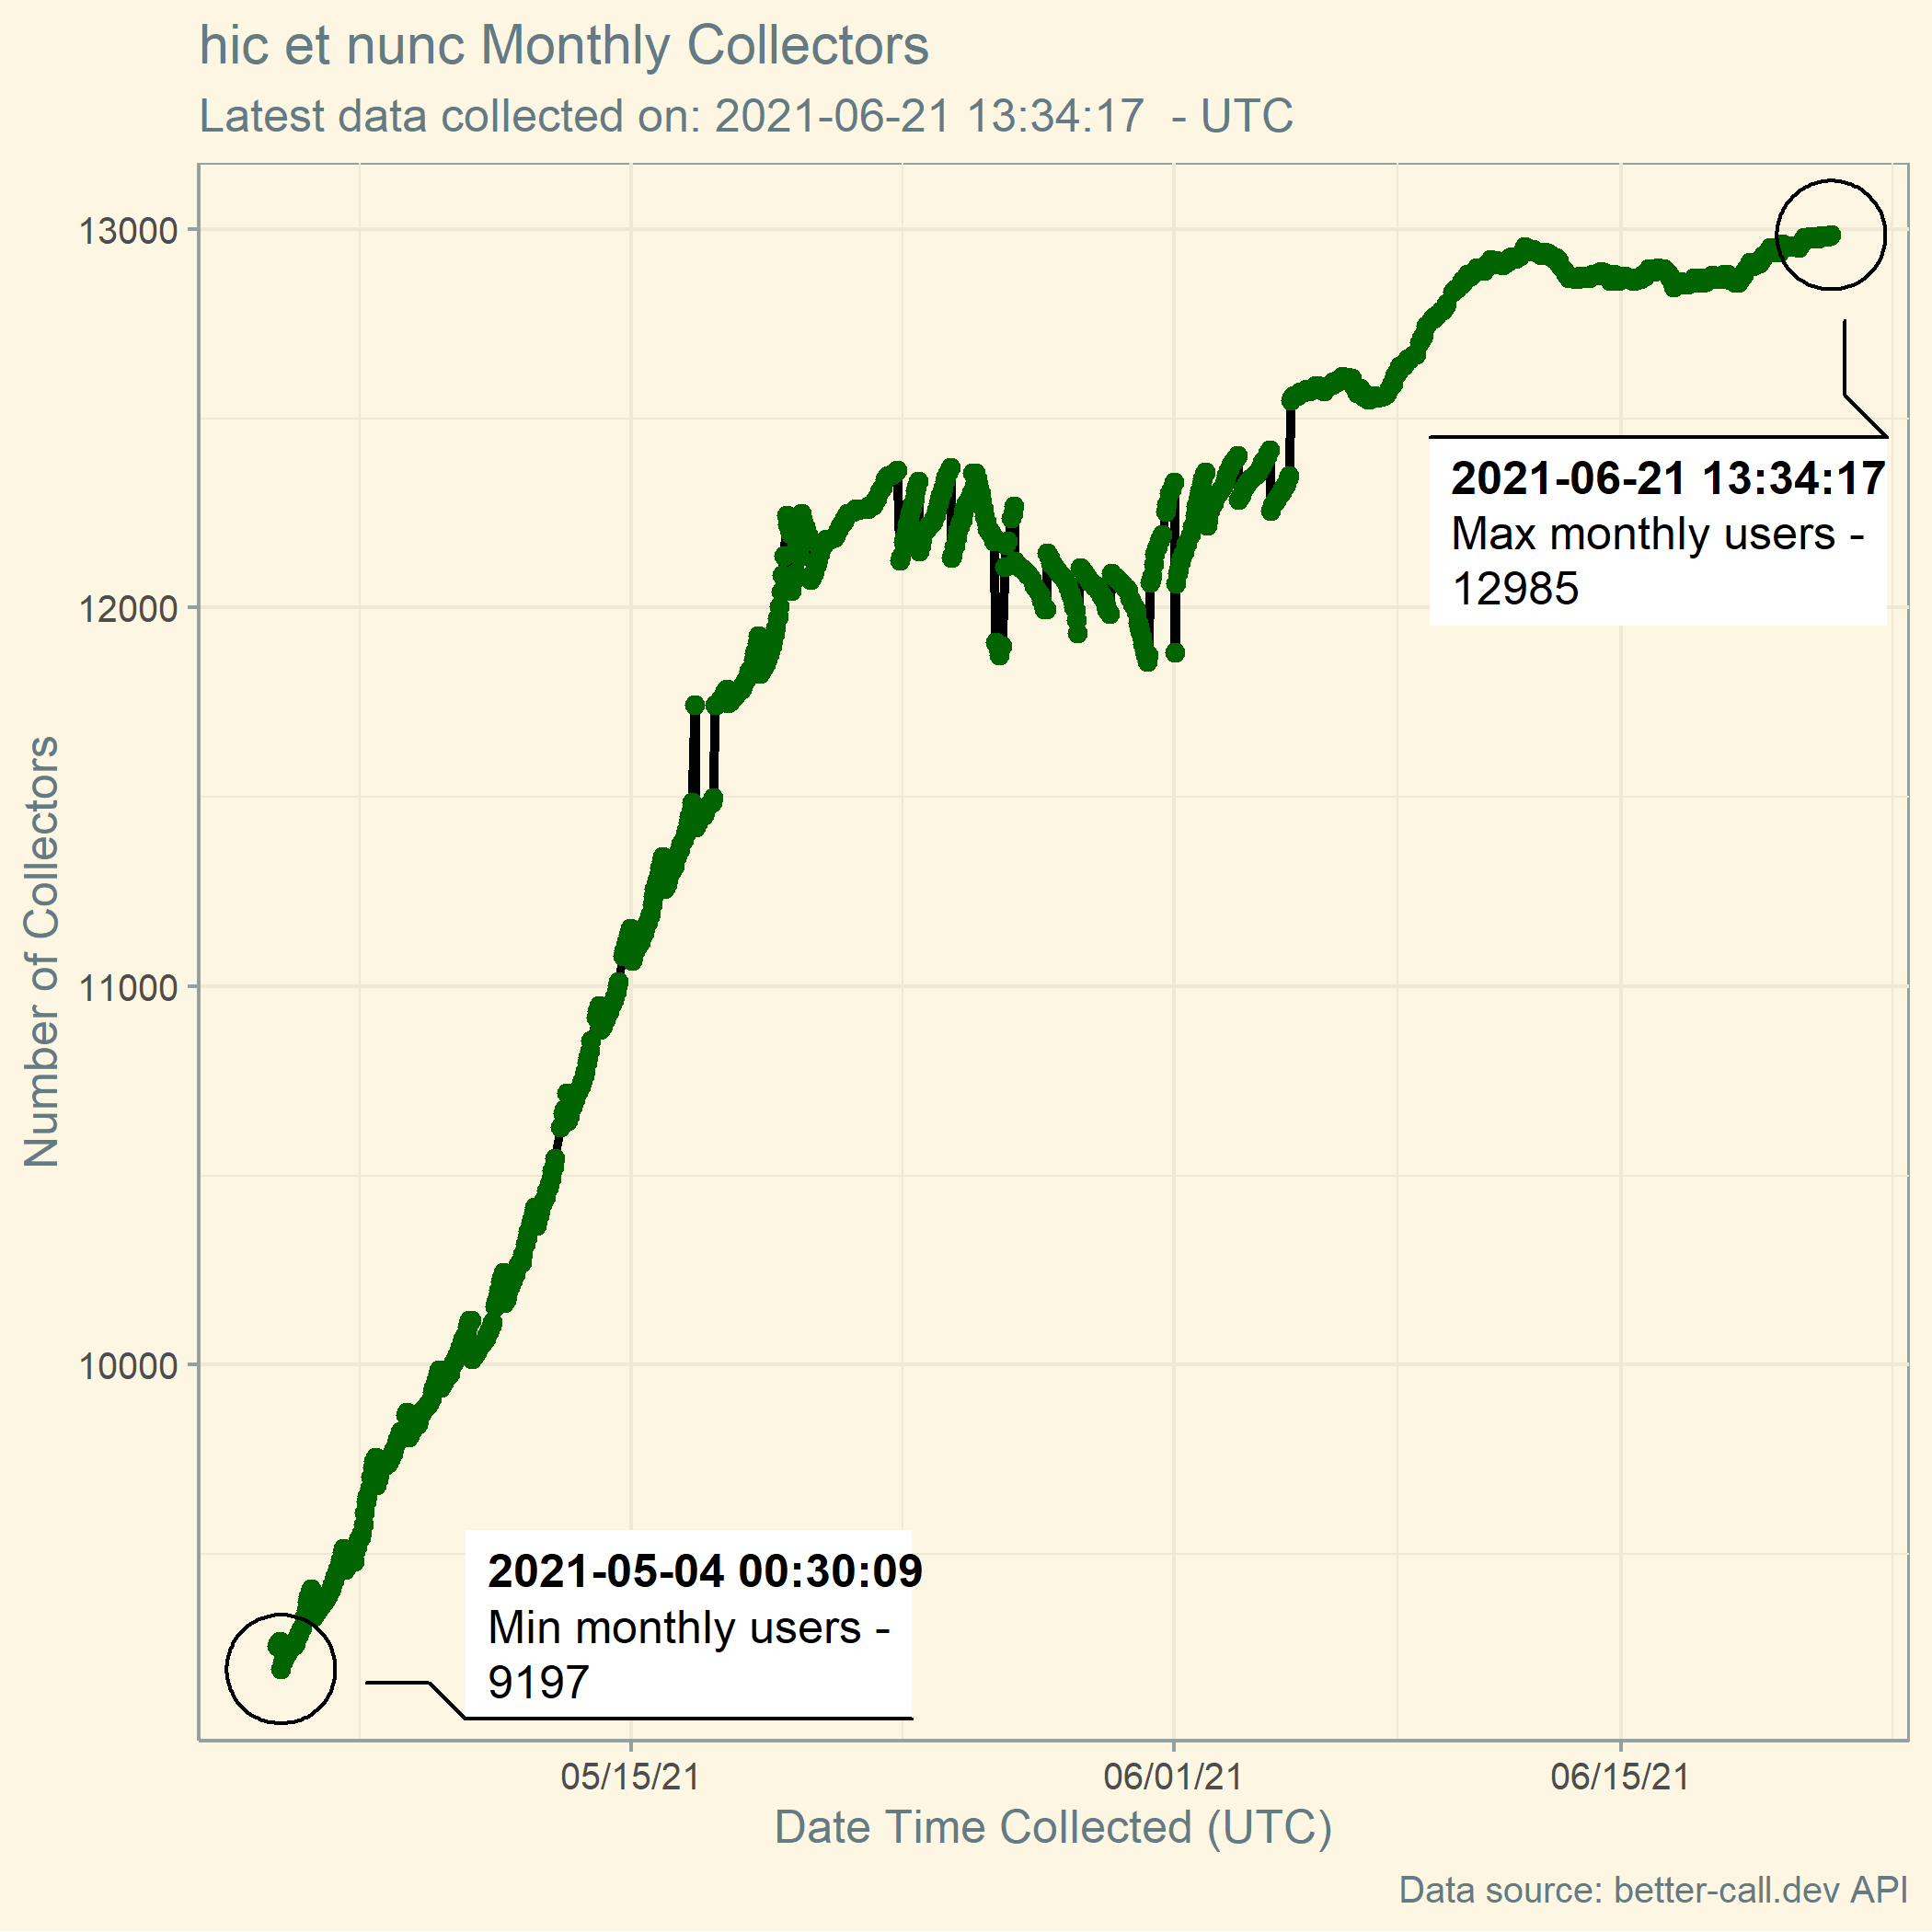 hic et nunc Monthly Collectors
Latest data collected on: 2021-06-21 13:34:17  - UTC
Number of Collectors
13000
12000
11000
10000
2021-06-21 13:34:17
Max monthly users -
12985
2021-05-04 00:30:09
Min monthly users -
9197
05/15/21
06/01/21
06/15/21
Date Time Collected (UTC)
Data source: better-call.dev API